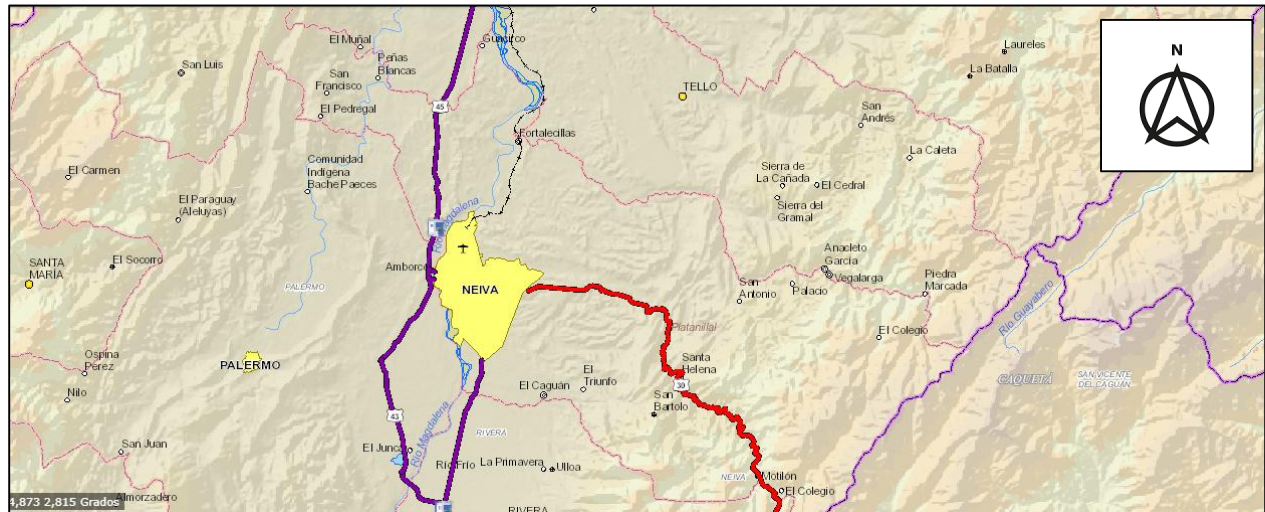 El Muñal
Guacirco
Laureles
N
San Luis
Peñas
Blancas
La Batalla
San
Francisco
TELLO
El Pedregal
45
San
Andrés
Fortalecillas
Comunidad
Indígena
Bache Paeces
La Caleta
El Carmen
Sierra de
La Cañada
El Cedral
El Paraguay
(Aleluyas)
Sierra del
Gramal
Río Magdalena
SANTA
MARÍA
El Socorro
Amborco
Anacleto
García
Vegalarga
PALERMO
NEIVA
San
Antonio
Palacio
Piedra
Marcada
Río Guayabero
Platanillal
El Colegio
Ospina
Pérez
PALERMO
Santa
Helena
El
Triunfo
CAQUETÁ
SAN VICENTE
DEL CAGUÁN
30
Nilo
El Caguán
San
Bartolo
43
Río Magdalena
San Juan
RIVERA
El Juncal
Río Frío
La Primavera
Ulloa
NEIVA
Motilón
El Colegio
Almorzadero
4,873 2,815 Grados
RIVERA